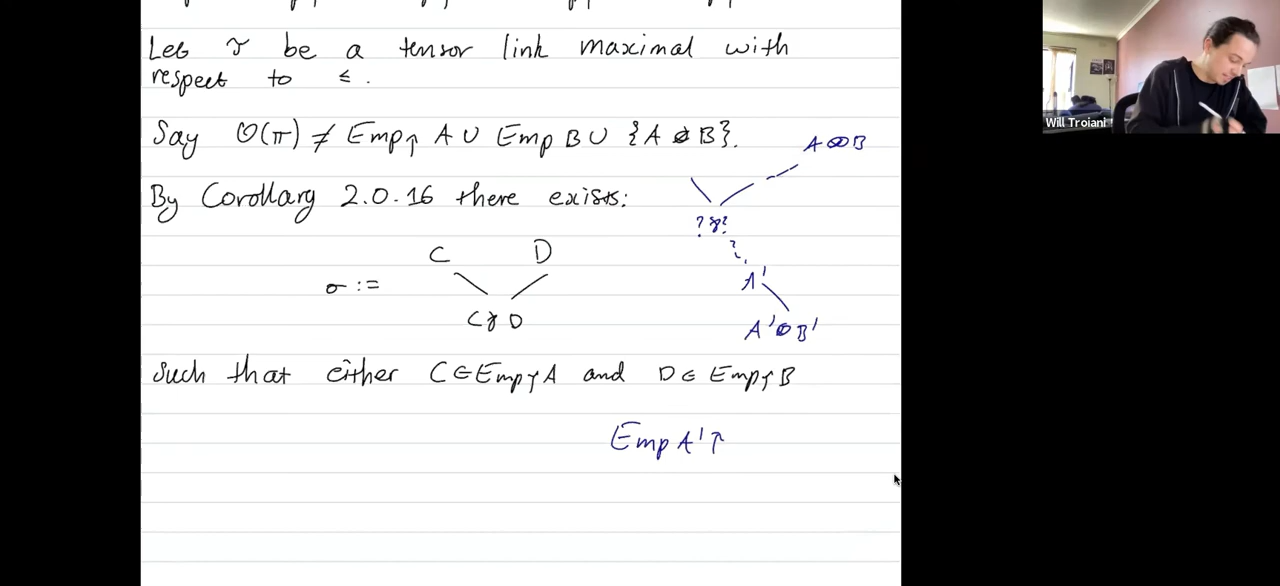 Let τ be a tensor link maximal with
respect to ≤.
Say O(π) ≠ Emp↑ A ∪ Emp B ∪ {A ⊗ B}.
A ⊗ B
By Corollary 2.0.16 there exists:
? ⅋ ?
C D
σ :=
A'
C ⅋ D
A' ⊗ B'
Such that either C ∈ Emp↑ A and D ∈ Emp↑ B
Emp A' ↑
Will Troiani